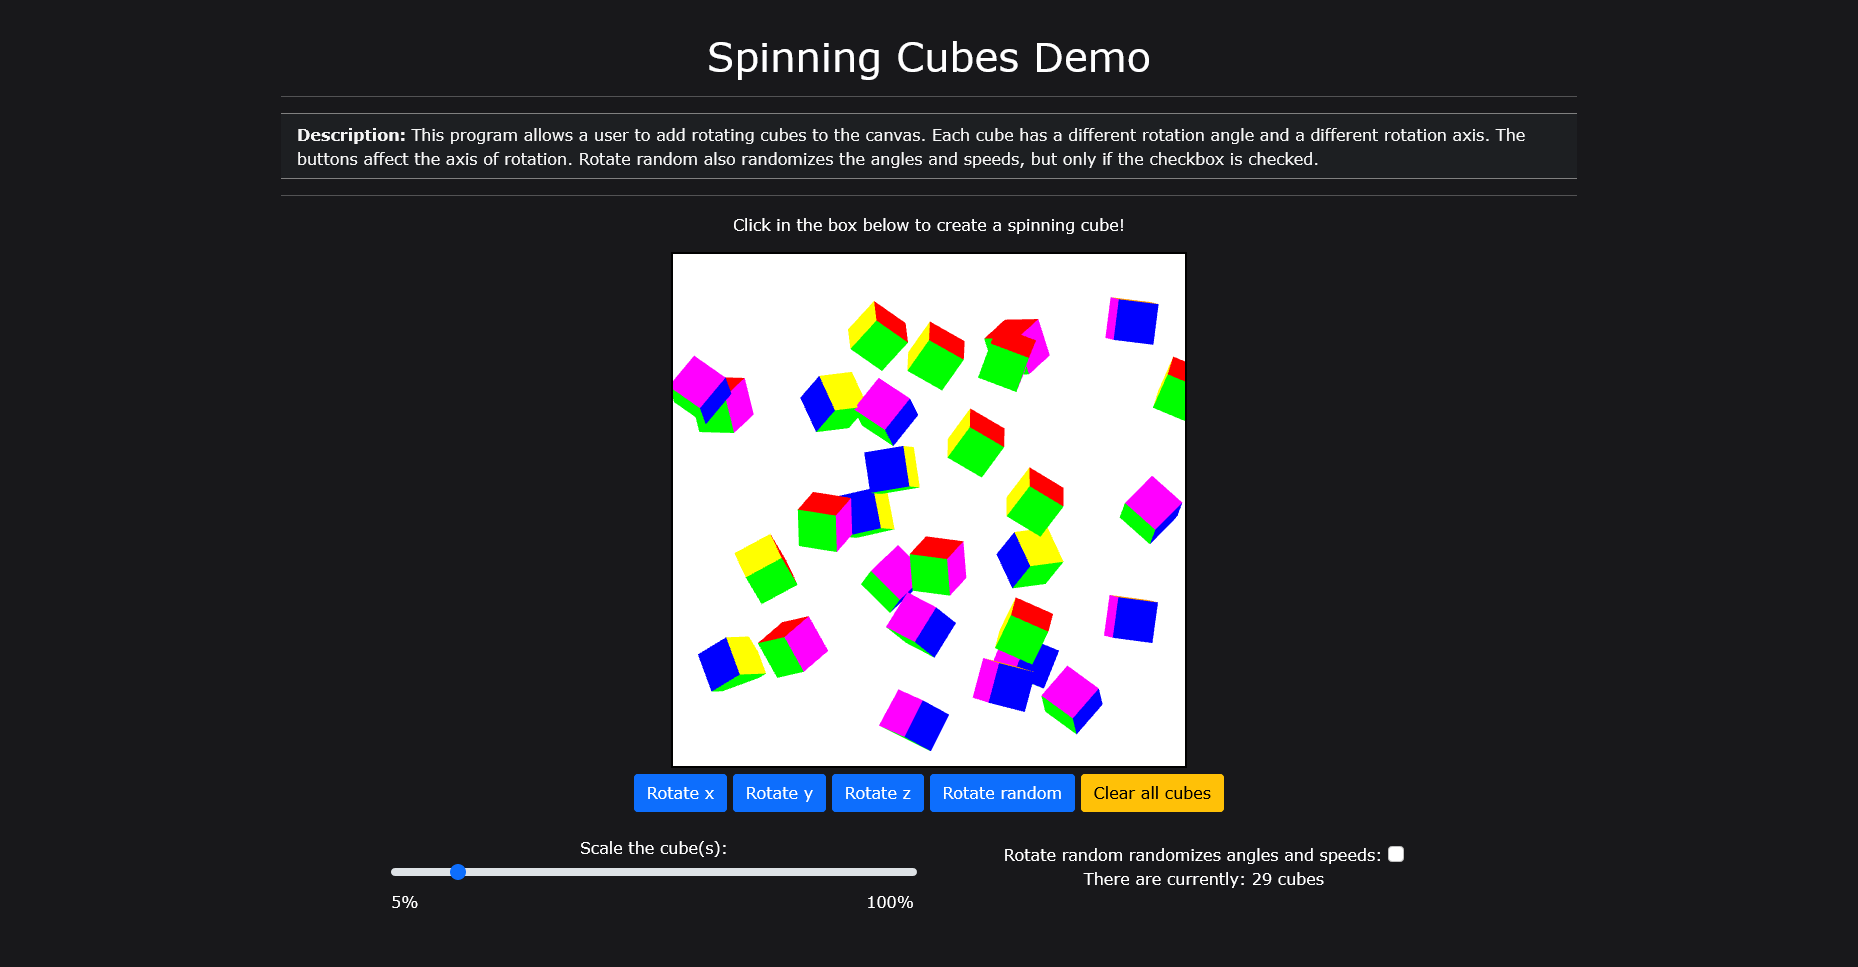 Spinning Cubes Demo
Description: This program allows a user to add rotating cubes to the canvas. Each cube has a different rotation angle and a different rotation axis. The
buttons affect the axis of rotation. Rotate random also randomizes the angles and speeds, but only if the checkbox is checked.
Click in the box below to create a spinning cube!
Rotate x Rotate y Rotate z Rotate random Clear all cubes
Scale the cube(s):
5% 100%
Rotate random randomizes angles and speeds:
There are currently: 29 cubes